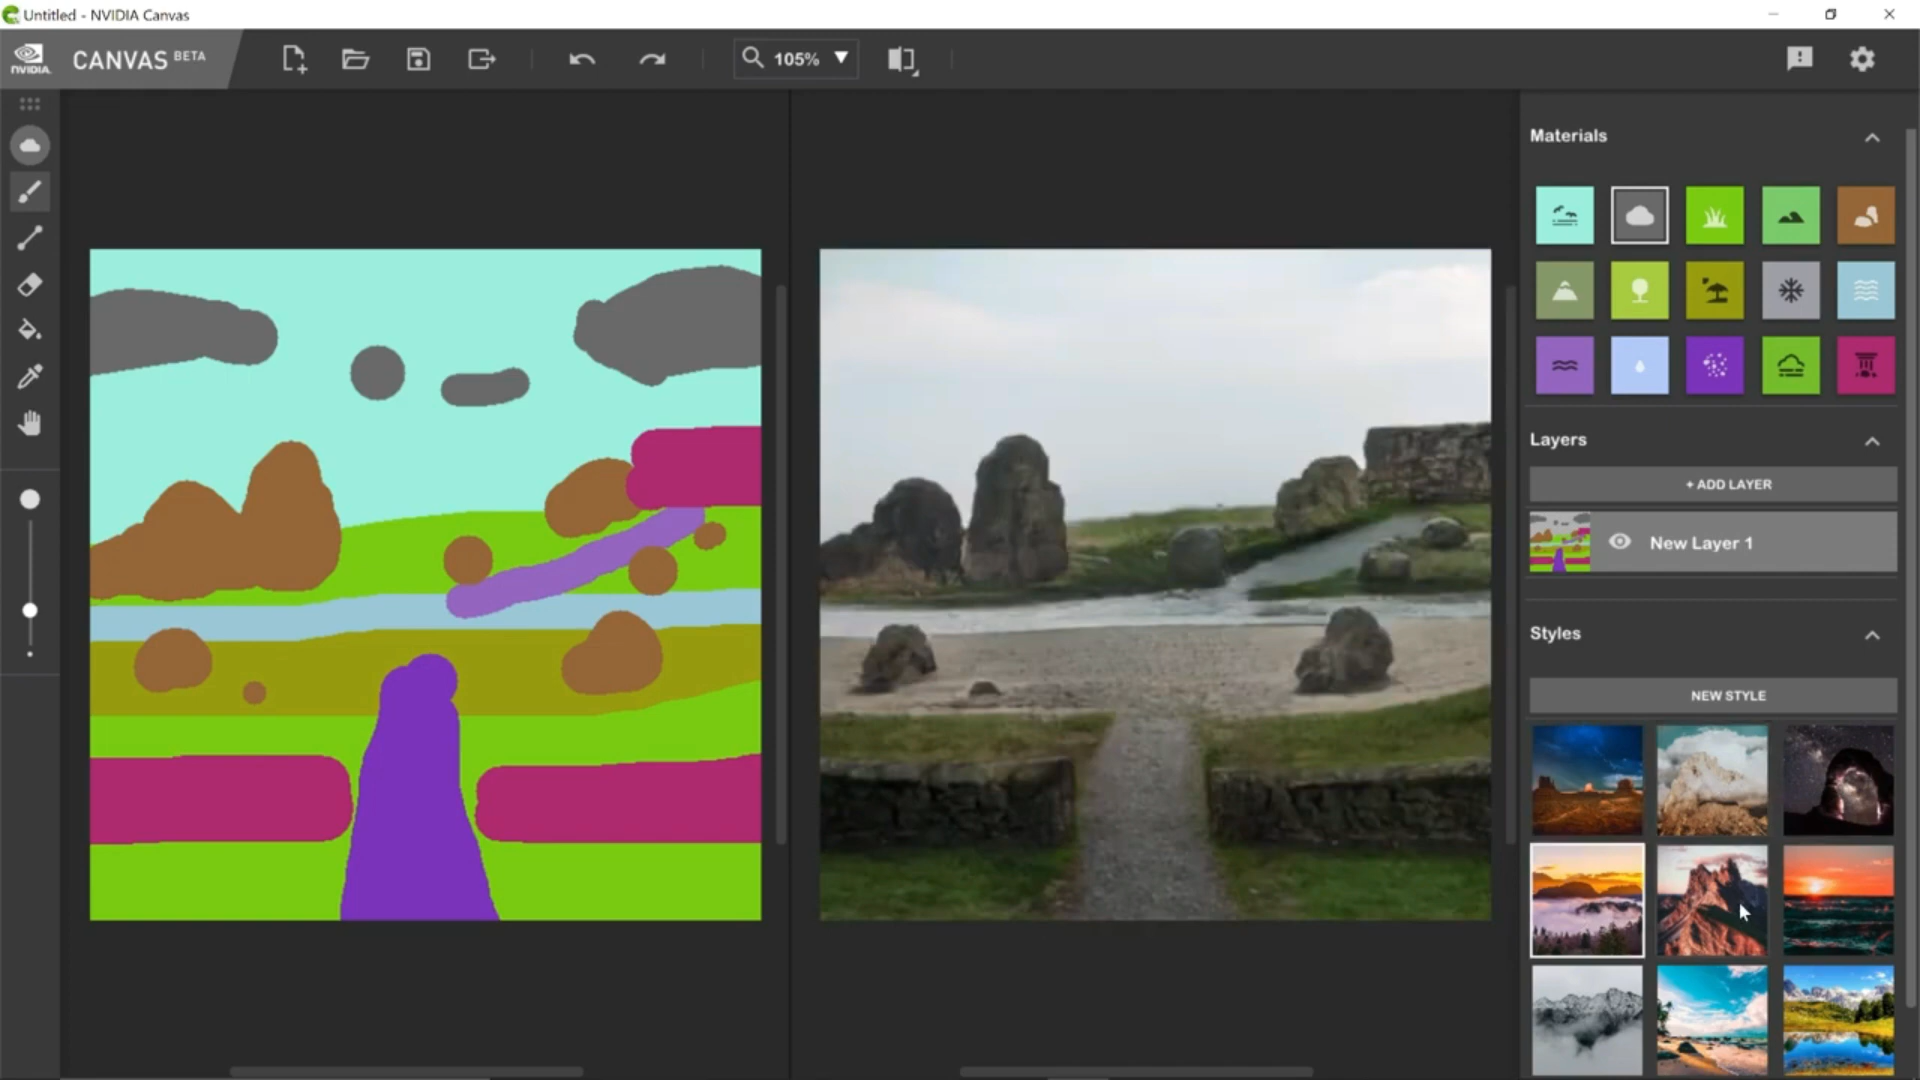 Untitled - NVIDIA Canvas
NVIDIA.
CANVAS BETA
105%
Materials
Layers
+ ADD LAYER
New Layer 1
Styles
NEW STYLE